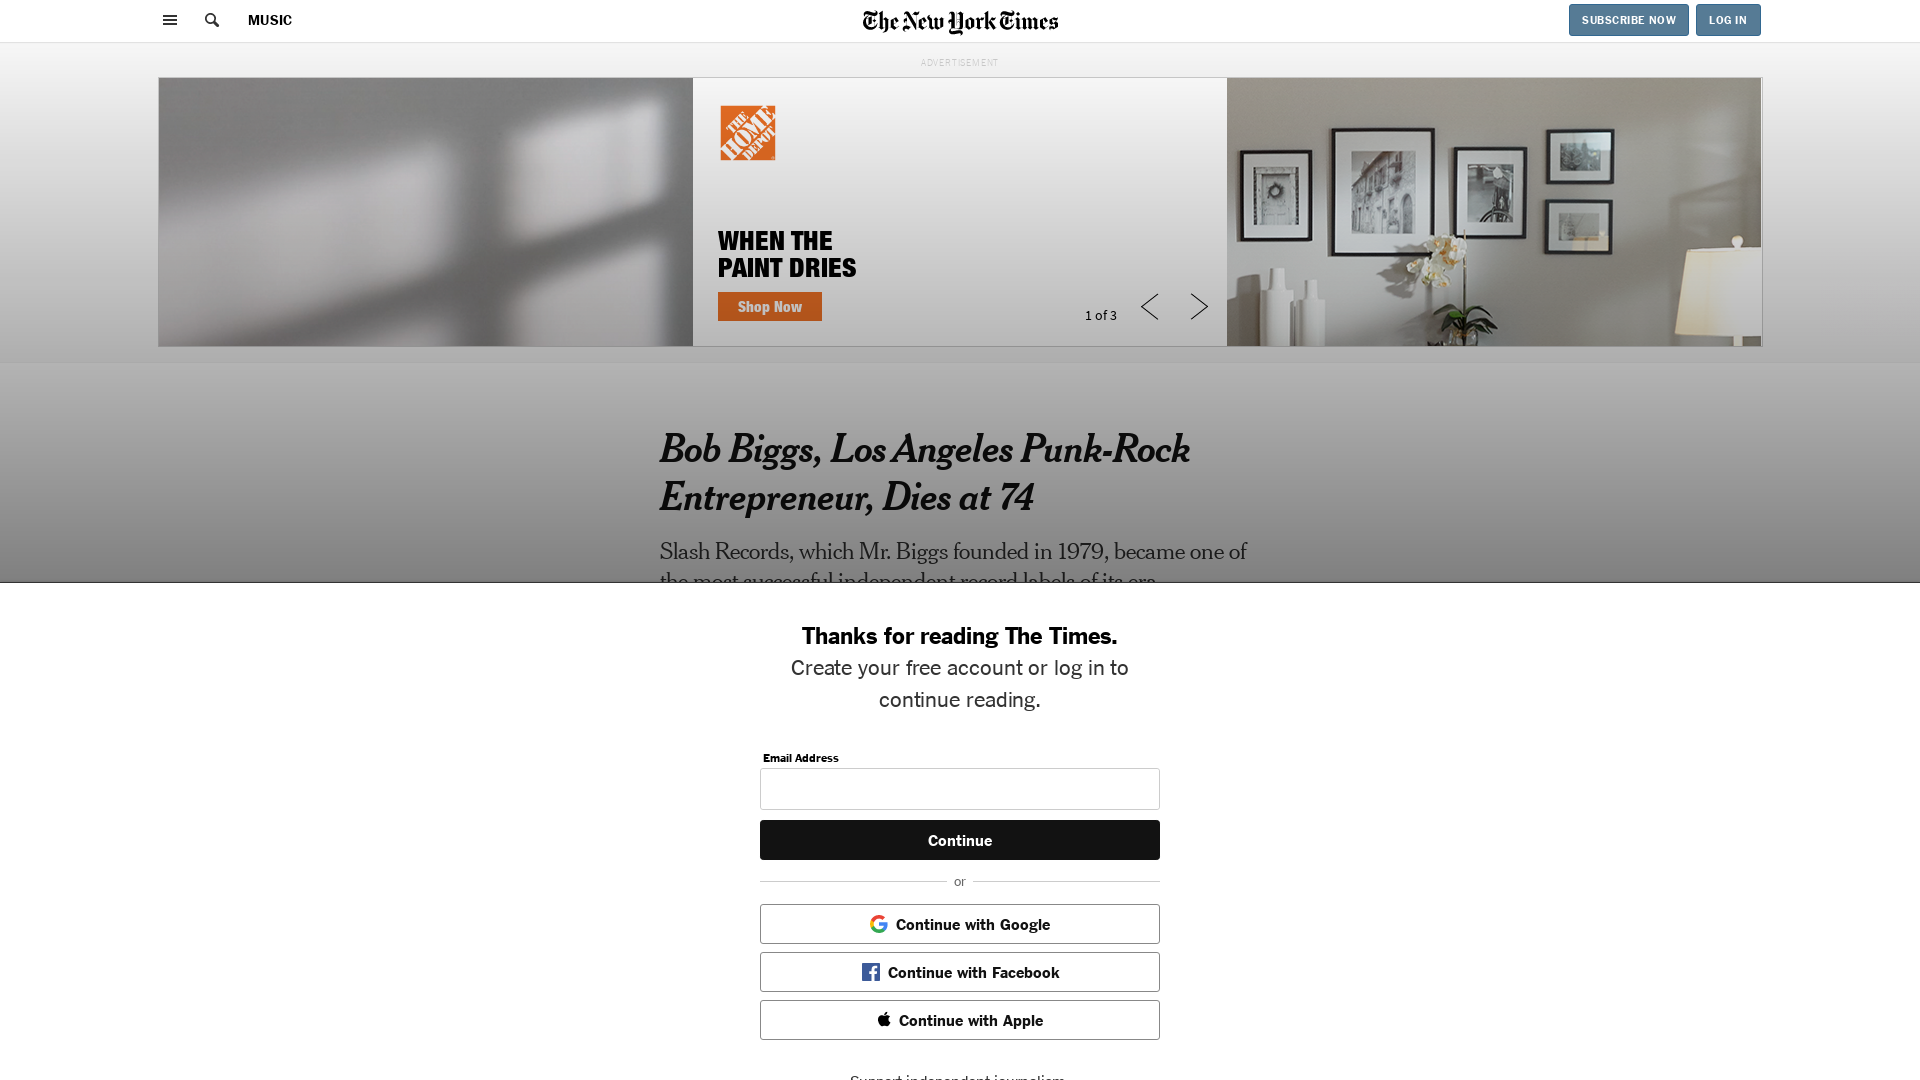 MUSIC
The New York Times
SUBSCRIBE NOW
LOG IN
ADVERTISEMENT
THE HOME DEPOT
WHEN THE
PAINT DRIES
Shop Now
1 of 3
Bob Biggs, Los Angeles Punk-Rock
Entrepreneur, Dies at 74
Slash Records, which Mr. Biggs founded in 1979, became one of
the most successful independent record labels of its era.
Thanks for reading The Times.
Create your free account or log in to
continue reading.
Email Address
Continue
or
Continue with Google
Continue with Facebook
Continue with Apple
Support independent journalism.